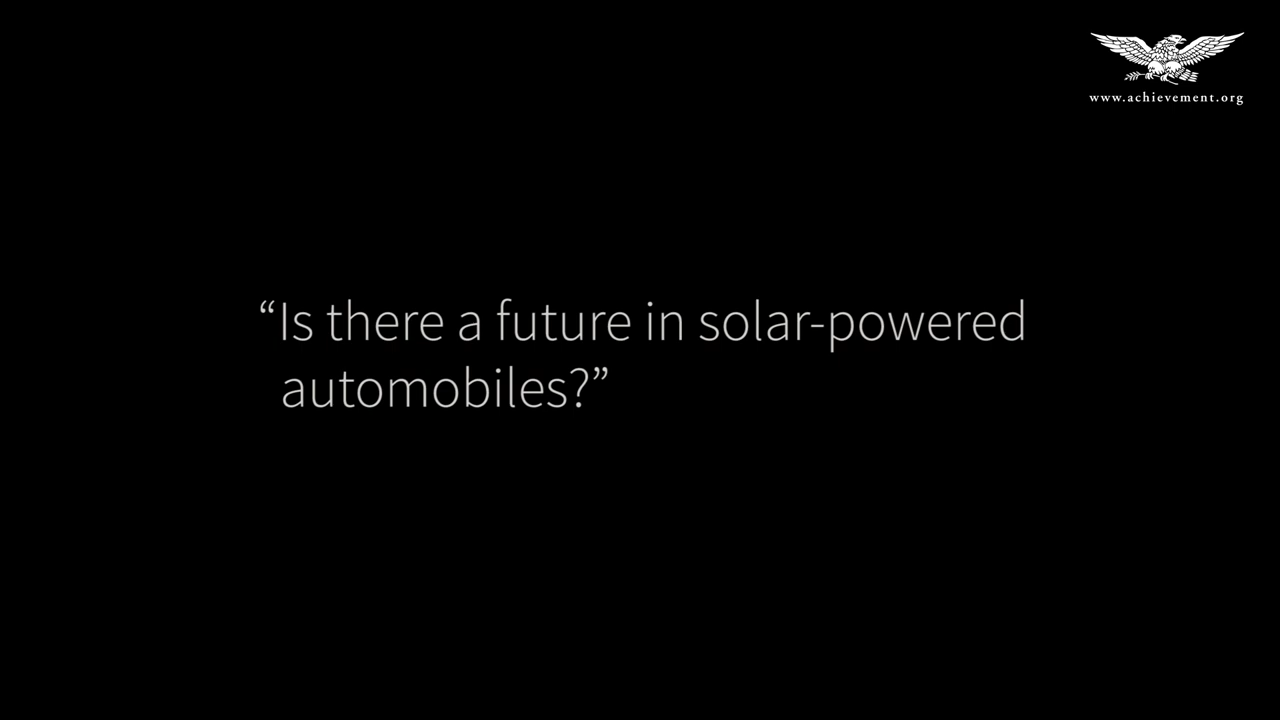 www.achievement.org
“Is there a future in solar-powered
automobiles?”